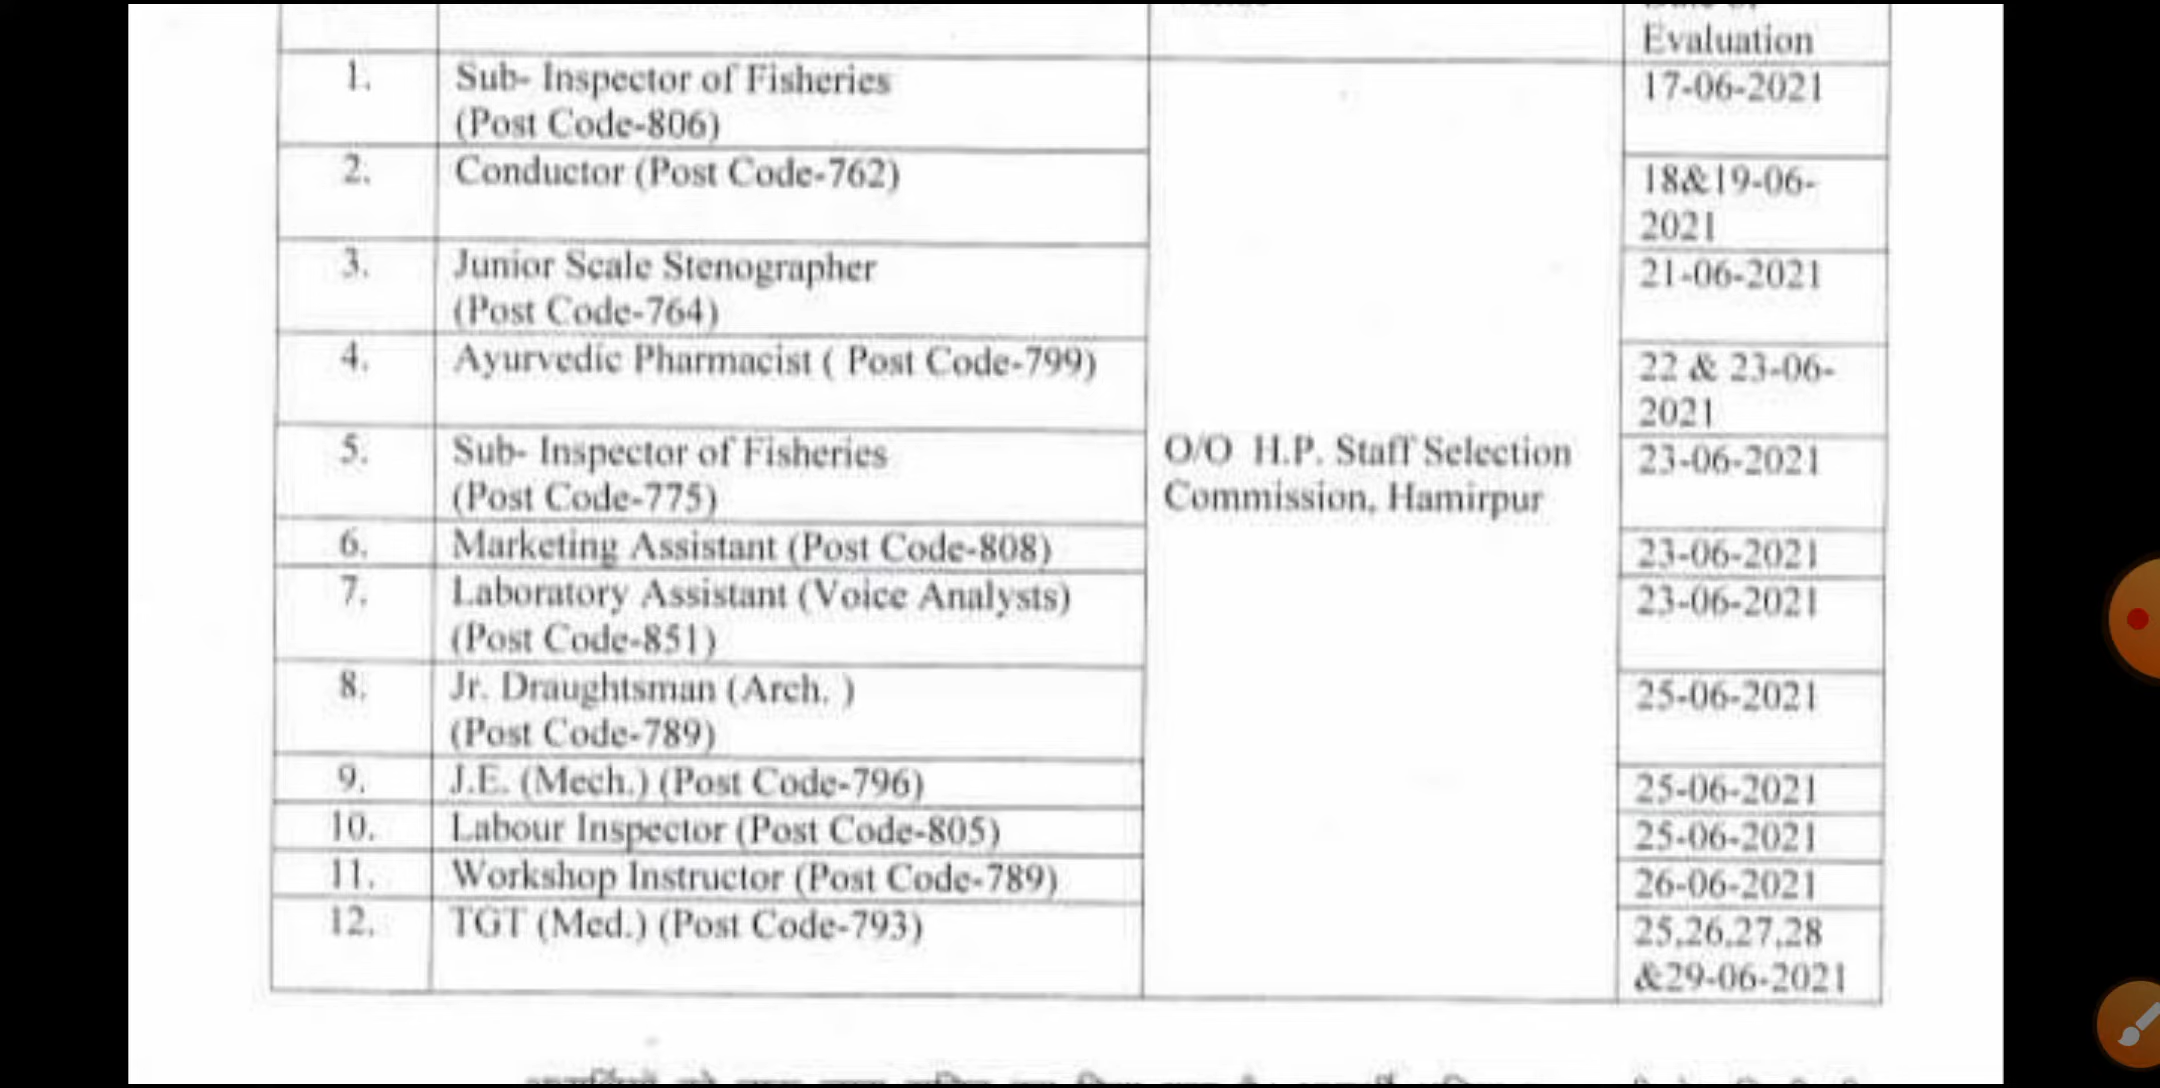 Evaluation
1. Sub- Inspector of Fisheries 17-06-2021
(Post Code-806)
2. Conductor (Post Code-762) 18&19-06-
2021
3. Junior Scale Stenographer 21-06-2021
(Post Code-764)
4. Ayurvedic Pharmacist ( Post Code-799) 22 & 23-06-
2021
5. Sub- Inspector of Fisheries O/O H.P. Staff Selection 23-06-2021
(Post Code-775) Commission, Hamirpur
6. Marketing Assistant (Post Code-808) 23-06-2021
7. Laboratory Assistant (Voice Analysts) 23-06-2021
(Post Code-851)
8. Jr. Draughtsman (Arch. ) 25-06-2021
(Post Code-789)
9. J.E. (Mech.) (Post Code-796) 25-06-2021
10. Labour Inspector (Post Code-805) 25-06-2021
11. Workshop Instructor (Post Code-789) 26-06-2021
12. TGT (Med.) (Post Code-793) 25,26,27,28
&29-06-2021